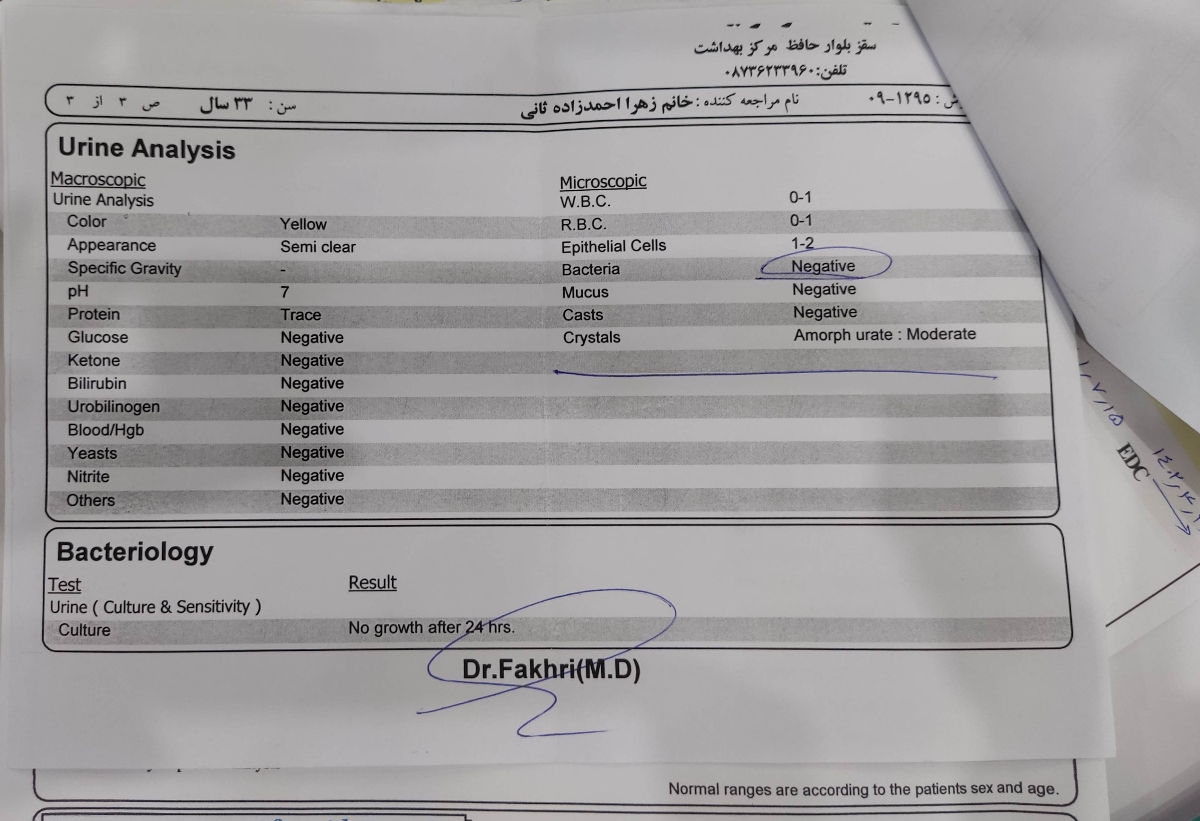 سقز بلوار حافظ مرکز بهداشت
تلفن:۰۸۷۳۶۲۳۳۹۶۰
۰۹-۱۲۹۵ نام مراجعه کننده : خانم زهرا احمدزاده ثانی سن: ۳۳ سال ص ۳ از ۳
Urine Analysis
Macroscopic
Urine Analysis
Color Yellow
Appearance Semi clear
Specific Gravity -
pH 7
Protein Trace
Glucose Negative
Ketone Negative
Bilirubin Negative
Urobilinogen Negative
Blood/Hgb Negative
Yeasts Negative
Nitrite Negative
Others Negative
Microscopic
W.B.C. 0-1
R.B.C. 0-1
Epithelial Cells 1-2
Bacteria Negative
Mucus Negative
Casts Negative
Crystals Amorph urate : Moderate
Bacteriology
Test Result
Urine ( Culture & Sensitivity )
Culture No growth after 24 hrs.
Dr.Fakhri(M.D)
EDC
Normal ranges are according to the patients sex and age.